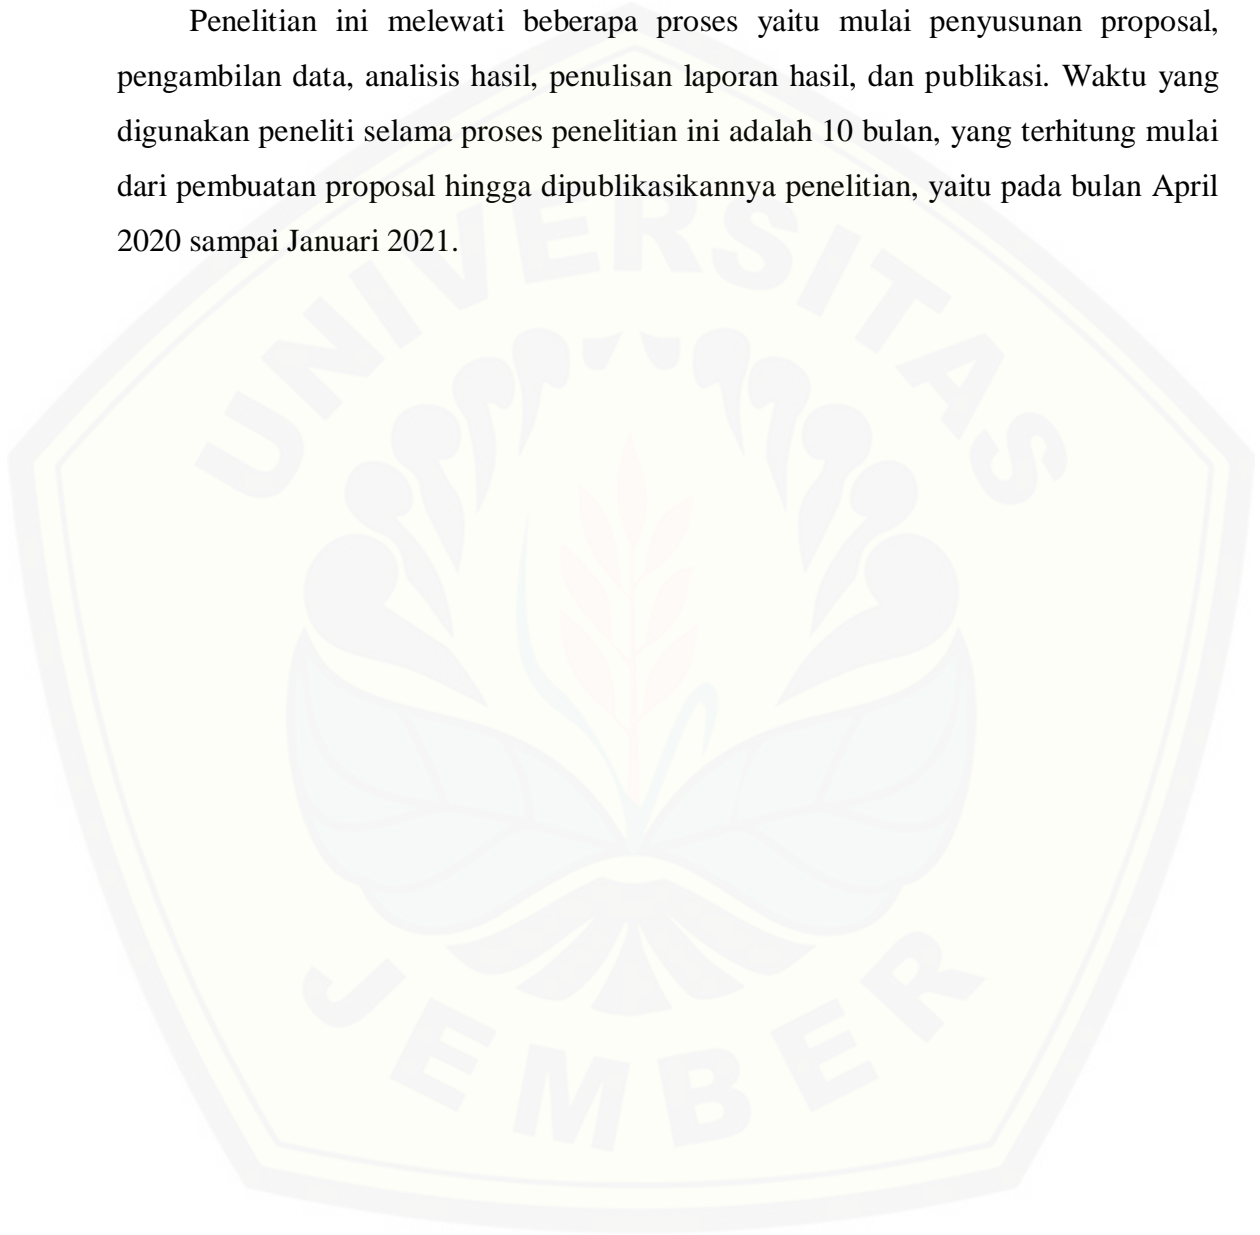 Penelitian ini melewati beberapa proses yaitu mulai penyusunan proposal,
pengambilan data, analisis hasil, penulisan laporan hasil, dan publikasi. Waktu yang
digunakan peneliti selama proses penelitian ini adalah 10 bulan, yang terhitung mulai
dari pembuatan proposal hingga dipublikasikannya penelitian, yaitu pada bulan April
2020 sampai Januari 2021.
UNIVERSITAS
JEMBER